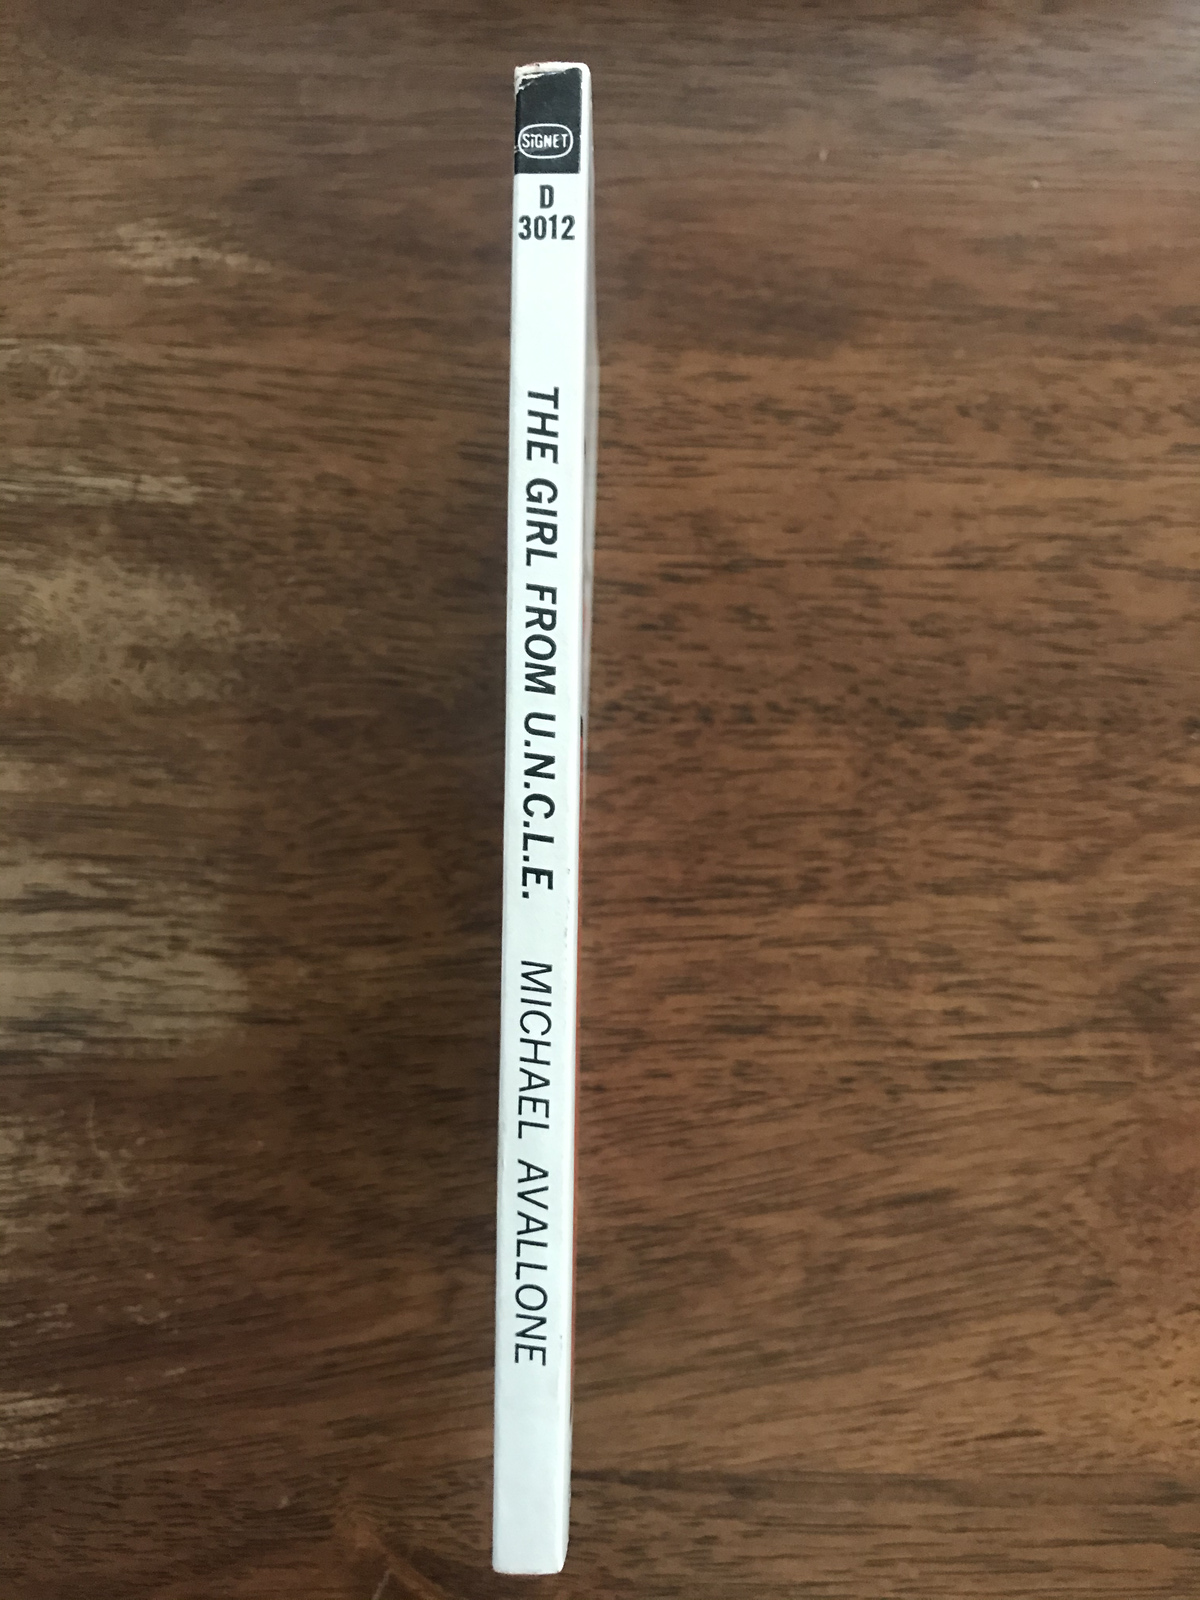 SIGNET
D
3012
THE GIRL FROM U.N.C.L.E. MICHAEL AVALLONE